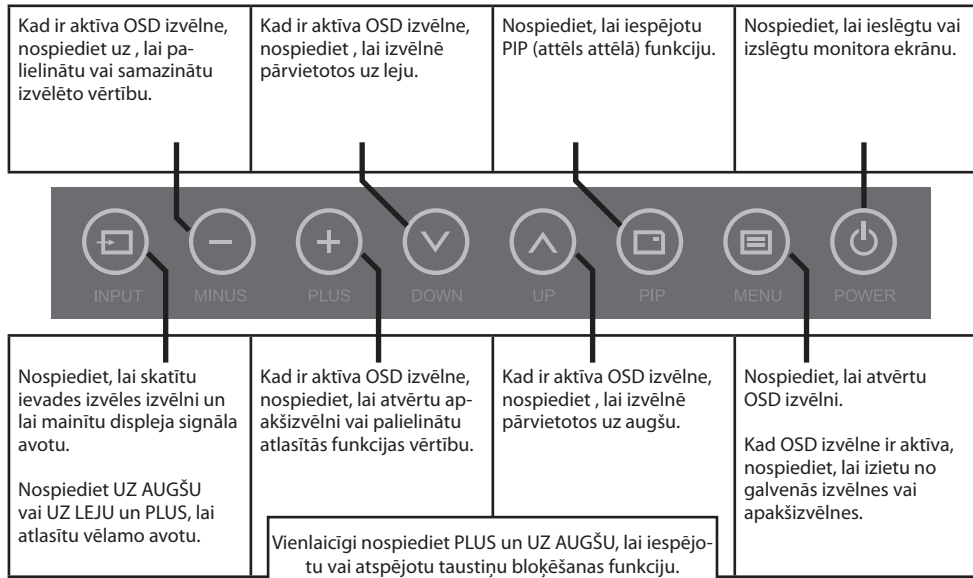 Kad ir aktīva OSD izvēlne,
nospiediet uz , lai pa-
lielinātu vai samazinātu
izvēlēto vērtību.
Kad ir aktīva OSD izvēlne,
nospiediet , lai izvēlnē
pārvietotos uz leju.
Nospiediet, lai iespējotu
PIP (attēls attēlā) funkciju.
Nospiediet, lai ieslēgtu vai
izslēgtu monitora ekrānu.
INPUT
MINUS
PLUS
DOWN
UP
PIP
MENU
POWER
Nospiediet, lai skatītu
ievades izvēles izvēlni un
lai mainītu displeja signāla
avotu.
Nospiediet UZ AUGŠU
vai UZ LEJU un PLUS, lai
atlasītu vēlamo avotu.
Kad ir aktīva OSD izvēlne,
nospiediet, lai atvērtu ap-
akšizvēlni vai palielinātu
atlasītās funkcijas vērtību.
Kad ir aktīva OSD izvēlne,
nospiediet , lai izvēlnē
pārvietotos uz augšu.
Nospiediet, lai atvērtu
OSD izvēlni.
Kad OSD izvēlne ir aktīva,
nospiediet, lai izietu no
galvenās izvēlnes vai
apakšizvēlnes.
Vienlaicīgi nospiediet PLUS un UZ AUGŠU, lai iespējo-
tu vai atspējotu taustiņu bloķēšanas funkciju.